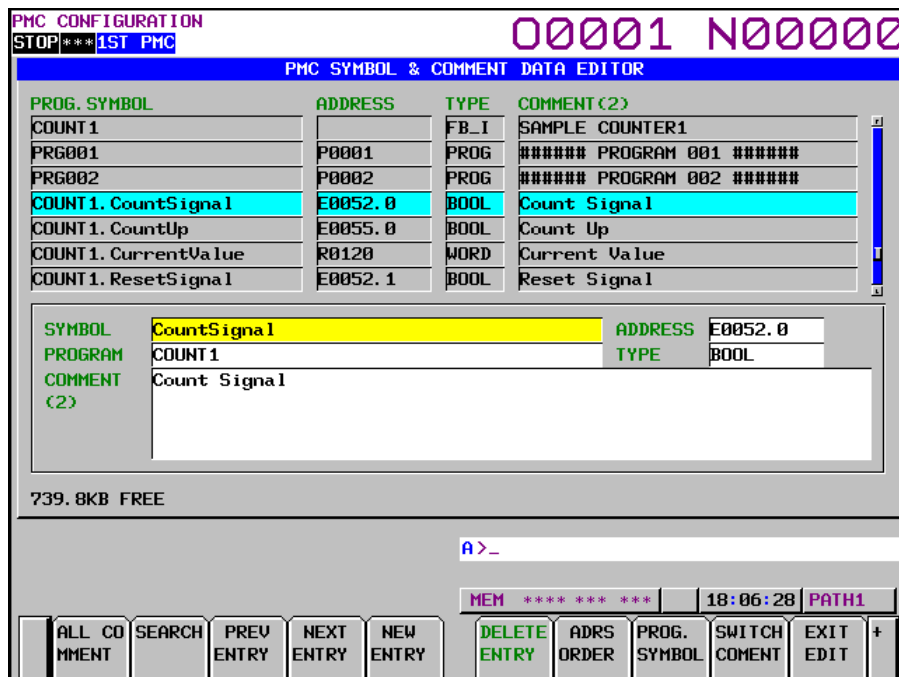 PMC CONFIGURATION
STOP *** 1ST PMC O0001 N00000
PMC SYMBOL & COMMENT DATA EDITOR
PROG.SYMBOL ADDRESS TYPE COMMENT(2)
COUNT1 FB_I SAMPLE COUNTER1
PRG001 P0001 PROG ###### PROGRAM 001 ######
PRG002 P0002 PROG ###### PROGRAM 002 ######
COUNT1.CountSignal E0052.0 BOOL Count Signal
COUNT1.CountUp E0055.0 BOOL Count Up
COUNT1.CurrentValue R0120 WORD Current Value
COUNT1.ResetSignal E0052.1 BOOL Reset Signal
SYMBOL CountSignal ADDRESS E0052.0
PROGRAM COUNT1 TYPE BOOL
COMMENT Count Signal
(2)
739.8KB FREE
A>_
MEM **** *** *** 18:06:28 PATH1
ALL CO SEARCH PREV NEXT NEW DELETE ADRS PROG. SWITCH EXIT +
MMENT ENTRY ENTRY ENTRY ENTRY ORDER SYMBOL COMENT EDIT